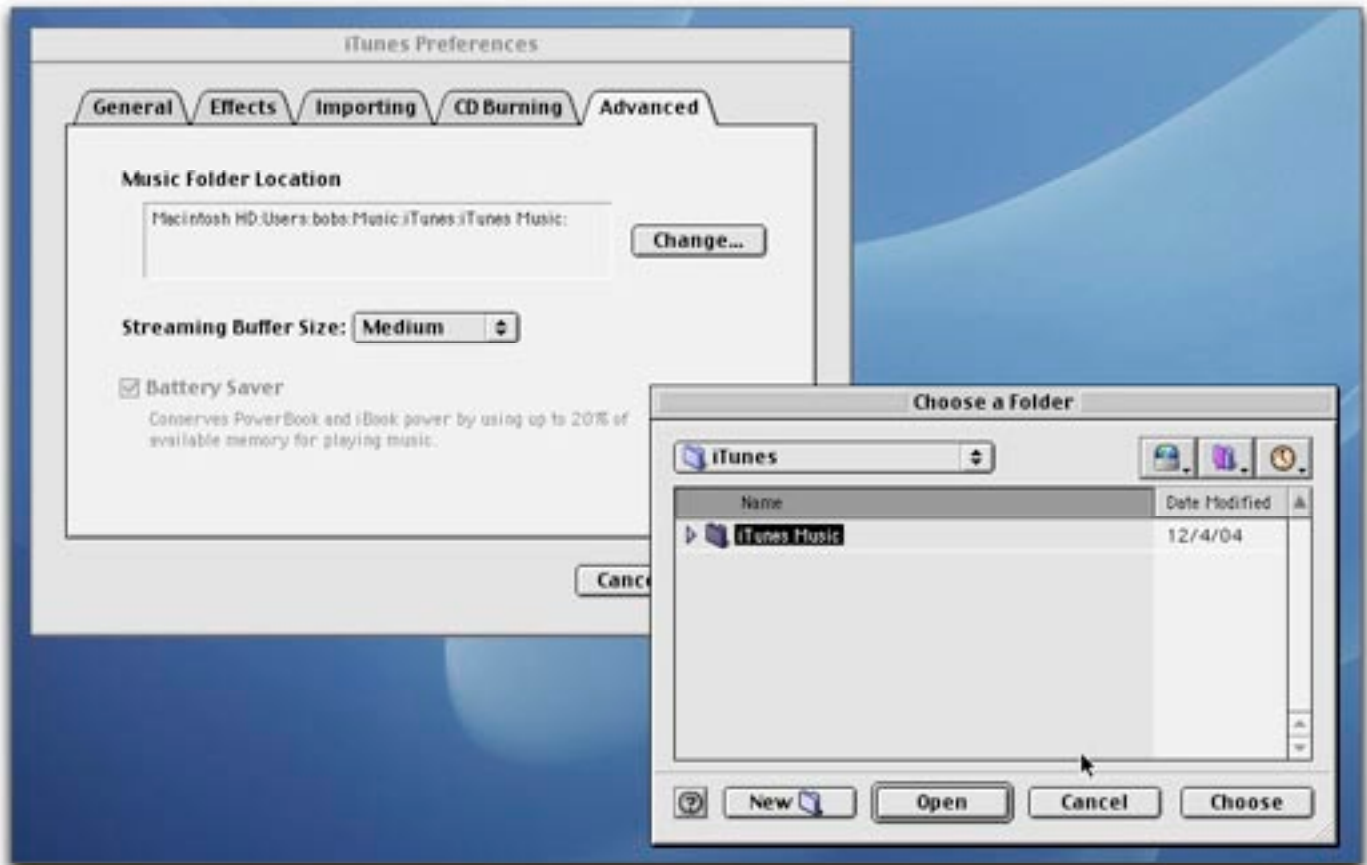 iTunes Preferences
General Effects Importing CD Burning Advanced
Music Folder Location
Macintosh HD:Users:bobs:Music:iTunes:iTunes Music:
Change...
Streaming Buffer Size: Medium
Battery Saver
Conserves PowerBook and iBook power by using up to 20% of
available memory for playing music.
Cance
Choose a Folder
iTunes
Name Date Modified
iTunes Music 12/4/04
? New Open Cancel Choose